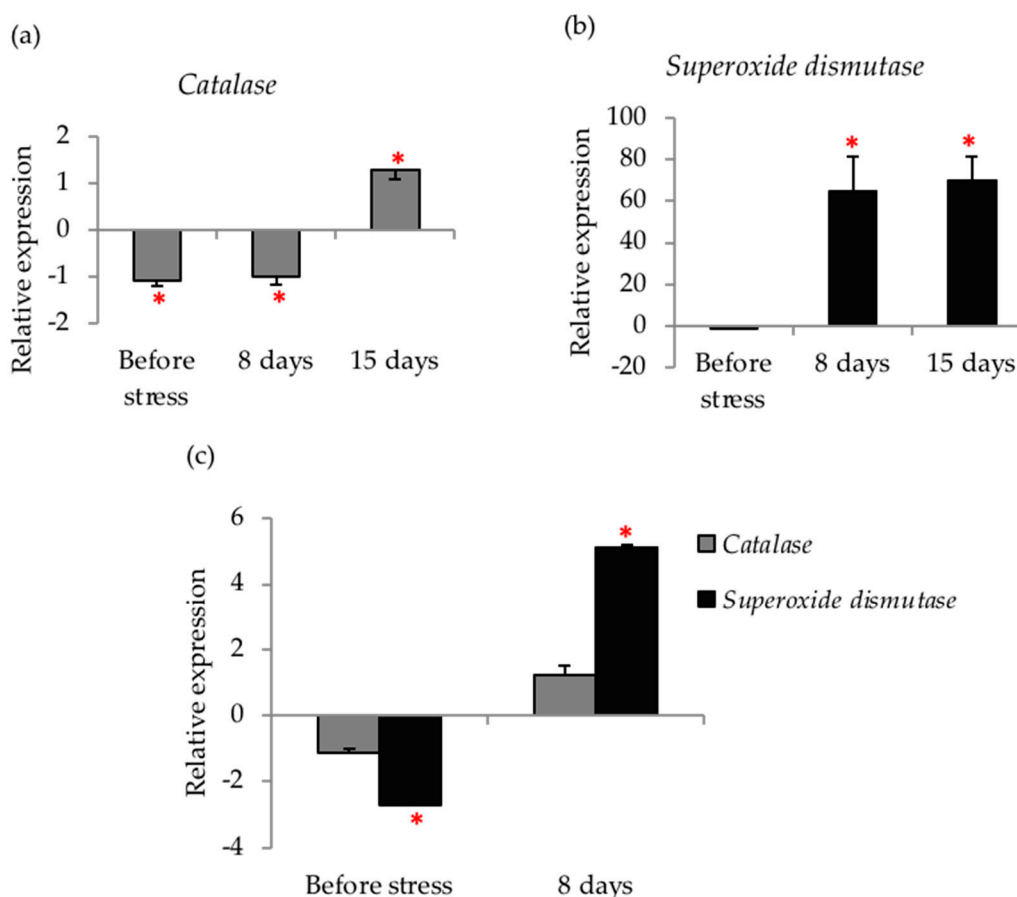 (a)
Catalase
Relative expression
2
1
0
-1
-2
*
*
*
Before
stress
8 days
15 days
(b)
Superoxide dismutase
Relative expression
100
80
60
40
20
0
-20
*
*
Before
stress
8 days
15 days
(c)
Relative expression
6
4
2
0
-2
-4
*
*
Before stress
8 days
Catalase
Superoxide dismutase